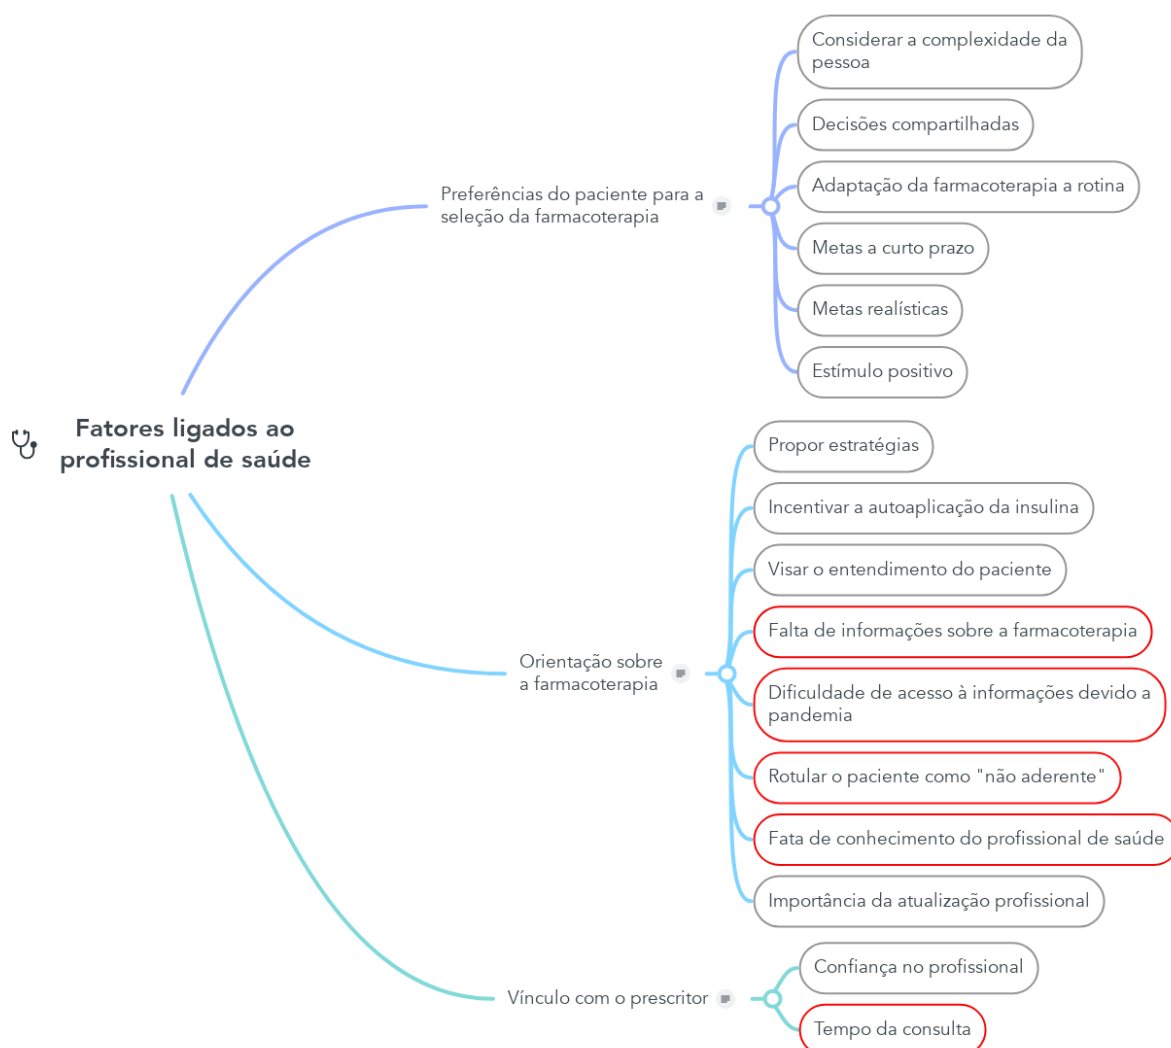 Fatores ligados ao
profissional de saúde
Preferências do paciente para a
seleção da farmacoterapia
Considerar a complexidade da
pessoa
Decisões compartilhadas
Adaptação da farmacoterapia a rotina
Metas a curto prazo
Metas realísticas
Estímulo positivo
Orientação sobre
a farmacoterapia
Propor estratégias
Incentivar a autoaplicação da insulina
Visar o entendimento do paciente
Falta de informações sobre a farmacoterapia
Dificuldade de acesso à informações devido a
pandemia
Rotular o paciente como "não aderente"
Fata de conhecimento do profissional de saúde
Importância da atualização profissional
Vínculo com o prescritor
Confiança no profissional
Tempo da consulta